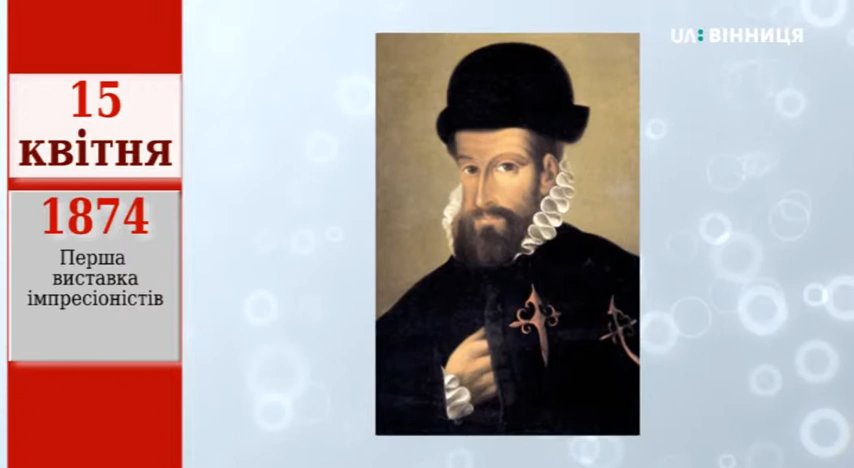 15
квітня
1874
Перша
виставка
імпресіоністів
UA: ВІННИЦЯ